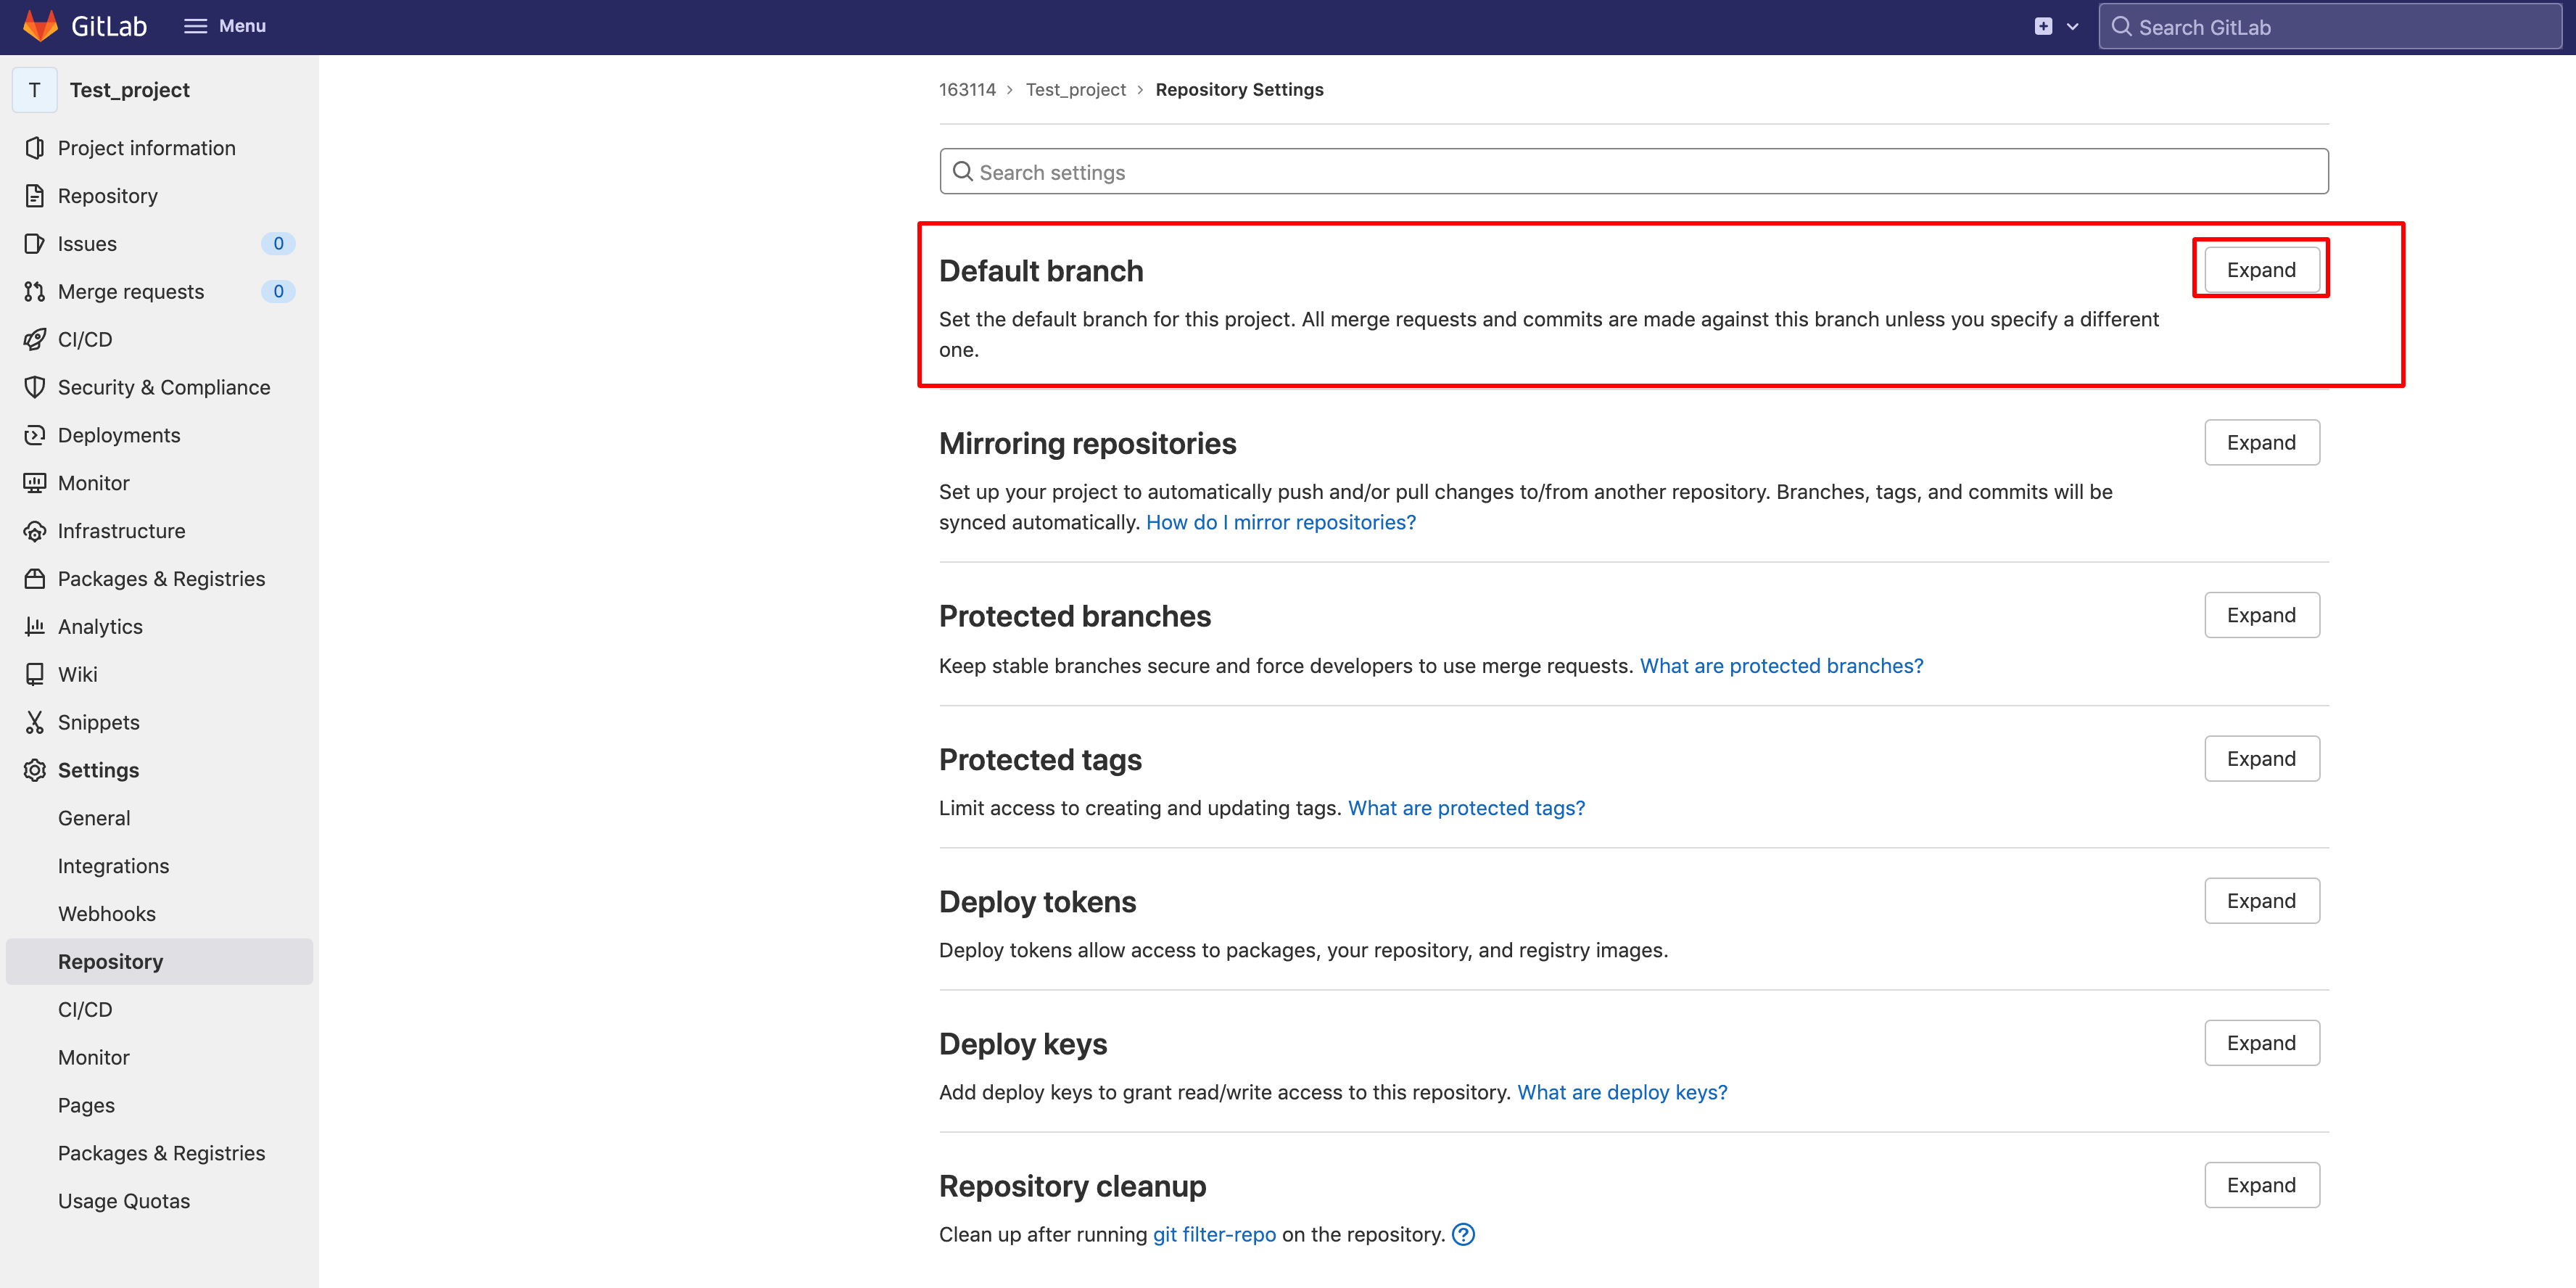 GitLab
Menu
Search GitLab
T
Test_project
Project information
Repository
Issues
0
Merge requests
0
CI/CD
Security & Compliance
Deployments
Monitor
Infrastructure
Packages & Registries
Analytics
Wiki
Snippets
Settings
General
Integrations
Webhooks
Repository
CI/CD
Monitor
Pages
Packages & Registries
Usage Quotas
163114 › Test_project › Repository Settings
Search settings
Default branch
Expand
Set the default branch for this project. All merge requests and commits are made against this branch unless you specify a different
one.
Mirroring repositories
Expand
Set up your project to automatically push and/or pull changes to/from another repository. Branches, tags, and commits will be
synced automatically. How do I mirror repositories?
Protected branches
Expand
Keep stable branches secure and force developers to use merge requests. What are protected branches?
Protected tags
Expand
Limit access to creating and updating tags. What are protected tags?
Deploy tokens
Expand
Deploy tokens allow access to packages, your repository, and registry images.
Deploy keys
Expand
Add deploy keys to grant read/write access to this repository. What are deploy keys?
Repository cleanup
Expand
Clean up after running git filter-repo on the repository. ?